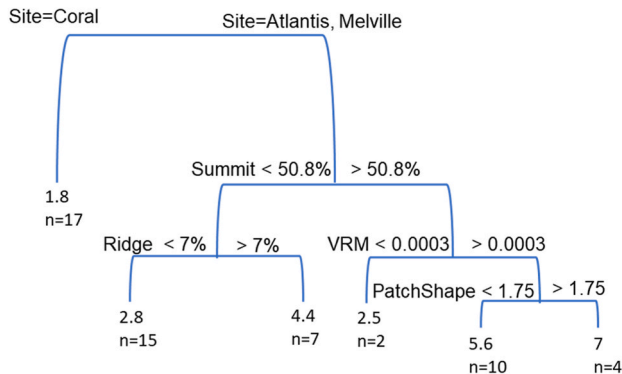 Site=Coral
Site=Atlantis, Melville
Summit < 50.8% > 50.8%
1.8
n=17
Ridge < 7% > 7%
VRM < 0.0003 > 0.0003
PatchShape < 1.75 > 1.75
2.8
n=15
4.4
n=7
2.5
n=2
5.6
n=10
7
n=4